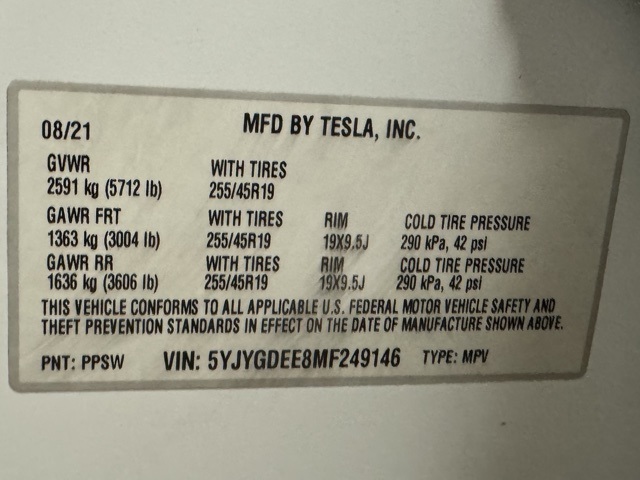 08/21 MFD BY TESLA, INC.
GVWR WITH TIRES
2591 kg (5712 lb) 255/45R19
GAWR FRT WITH TIRES RIM COLD TIRE PRESSURE
1363 kg (3004 lb) 255/45R19 19X9.5J 290 kPa, 42 psi
GAWR RR WITH TIRES RIM COLD TIRE PRESSURE
1636 kg (3606 lb) 255/45R19 19X9.5J 290 kPa, 42 psi
THIS VEHICLE CONFORMS TO ALL APPLICABLE U.S. FEDERAL MOTOR VEHICLE SAFETY AND
THEFT PREVENTION STANDARDS IN EFFECT ON THE DATE OF MANUFACTURE SHOWN ABOVE.
PNT: PPSW VIN: 5YJYGDEE8MF249146 TYPE: MPV